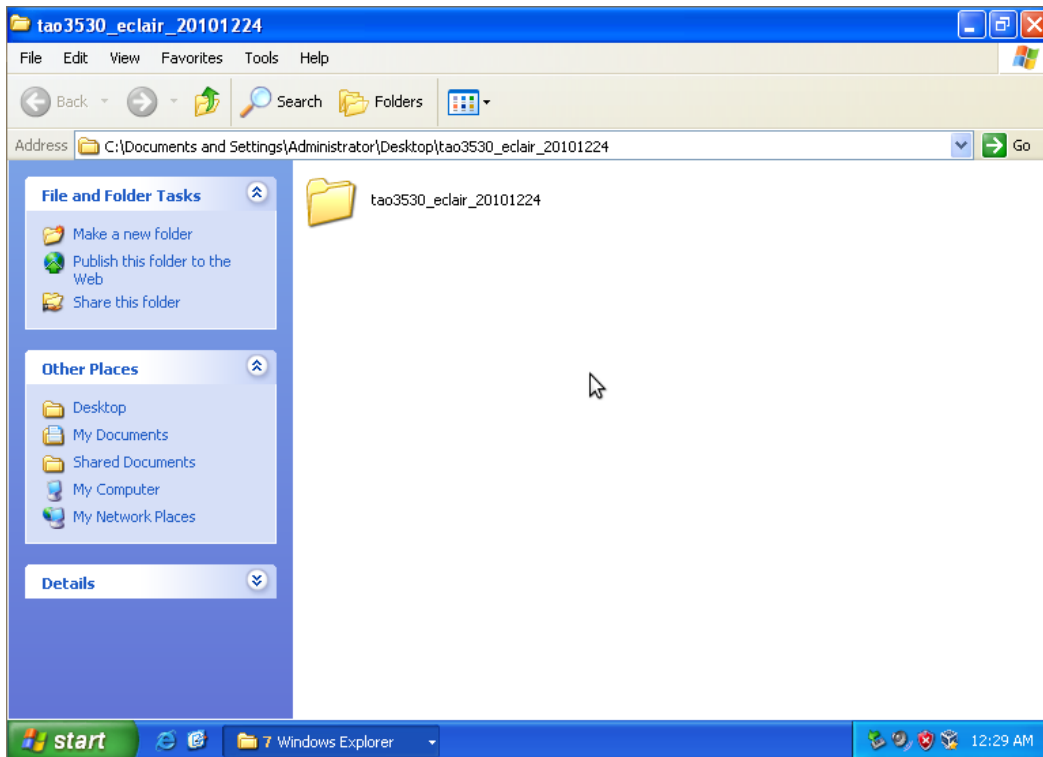 tao3530_eclair_20101224
File Edit View Favorites Tools Help
Back Search Folders
Address C:\Documents and Settings\Administrator\Desktop\tao3530_eclair_20101224 Go
File and Folder Tasks
Make a new folder
Publish this folder to the
Web
Share this folder
Other Places
Desktop
My Documents
Shared Documents
My Computer
My Network Places
Details
tao3530_eclair_20101224
start 7 Windows Explorer 12:29 AM